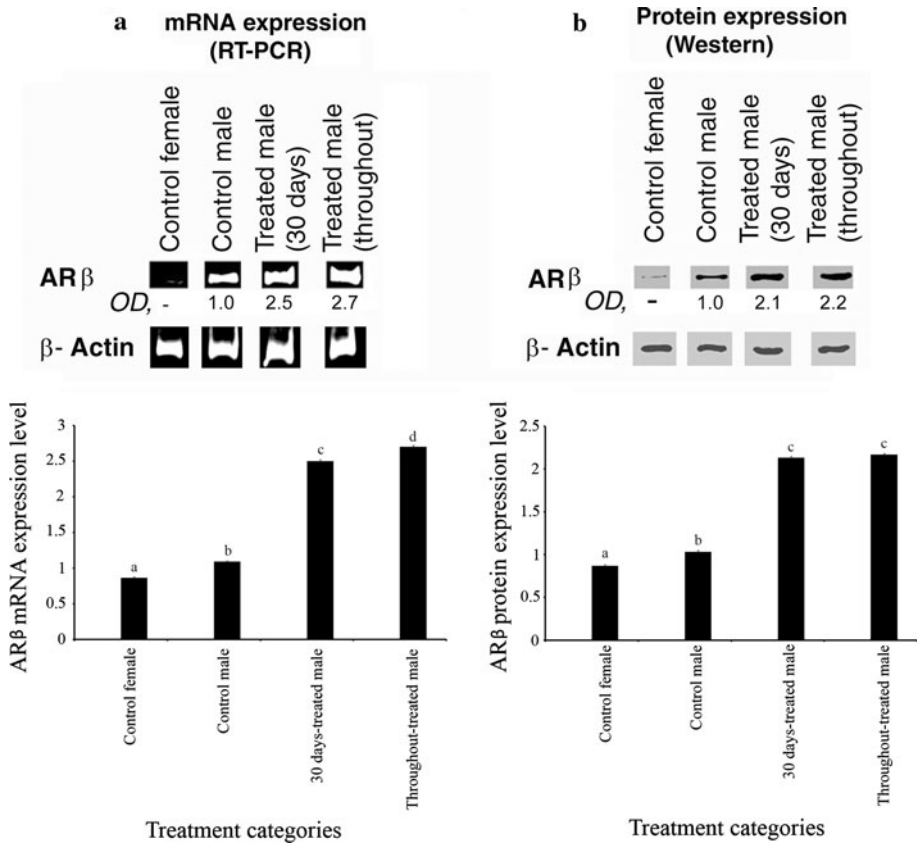 a mRNA expression
(RT-PCR)
Control female
Control male
Treated male
(30 days)
Treated male
(throughout)
ARβ
OD, - 1.0 2.5 2.7
β- Actin
ARβ mRNA expression level
3
2.5
2
1.5
1
0.5
0
a
b
c
d
Control female
Control male
30 days-treated male
Throughout-treated male
Treatment categories
b Protein expression
(Western)
Control female
Control male
Treated male
(30 days)
Treated male
(throughout)
ARβ
OD, - 1.0 2.1 2.2
β- Actin
ARβ protein expression level
2.5
2
1.5
1
0.5
0
a
b
c
c
Control female
Control male
30 days-treated male
Throughout-treated male
Treatment categories